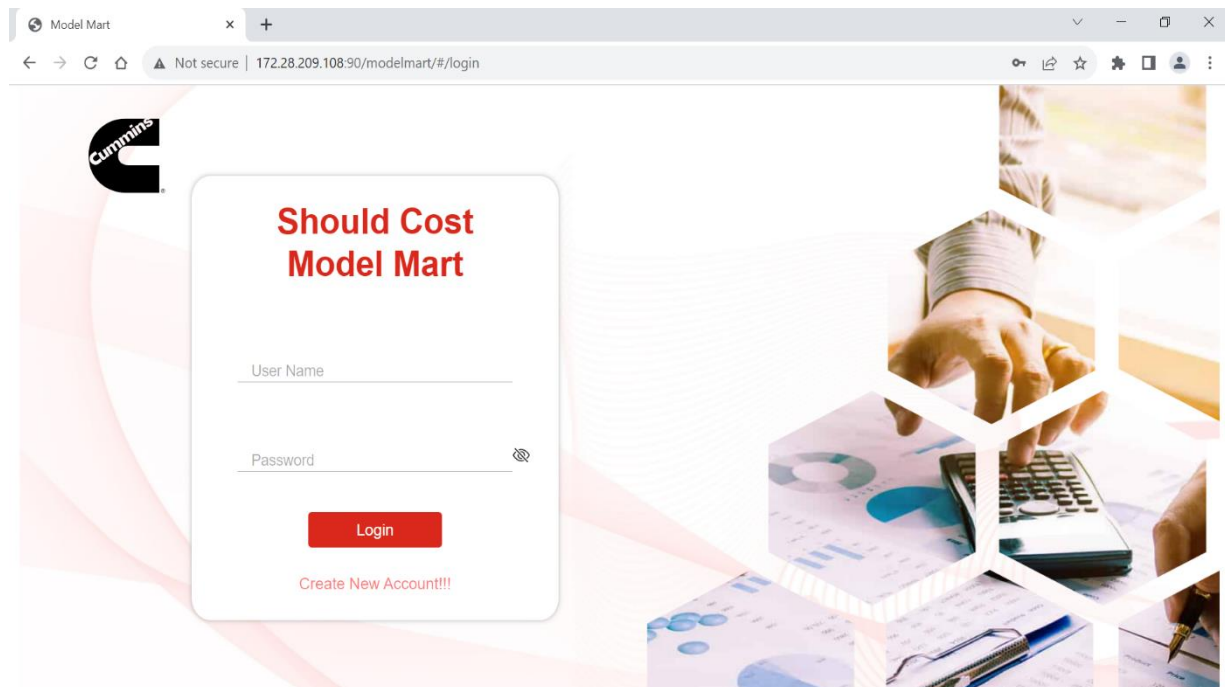 Model Mart
Not secure
172.28.209.108:90/modelmart/#/login
Cummins
Should Cost
Model Mart
User Name
Password
Login
Create New Account!!!